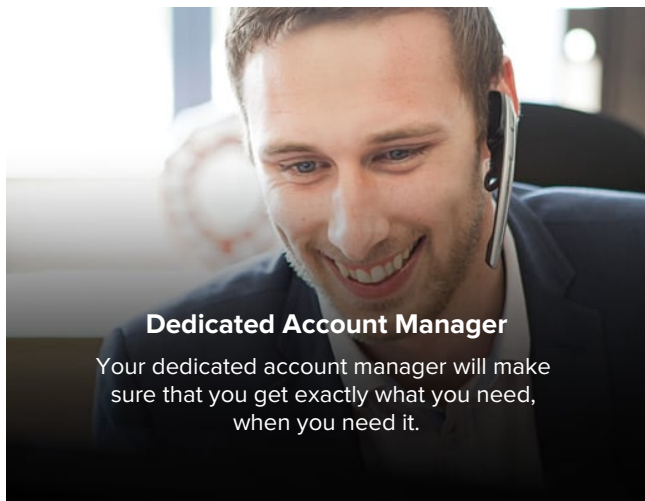 Dedicated Account Manager
Your dedicated account manager will make
sure that you get exactly what you need,
when you need it.